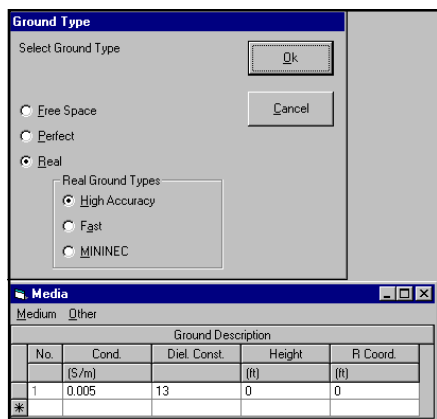 Ground Type
Select Ground Type
Ok
Cancel
Free Space
Perfect
Real
Real Ground Types
High Accuracy
Fast
MININEC
Media
Medium Other
Ground Description
No. Cond. Diel. Const. Height R Coord.
(S/m) (ft) (ft)
1 0.005 13 0 0